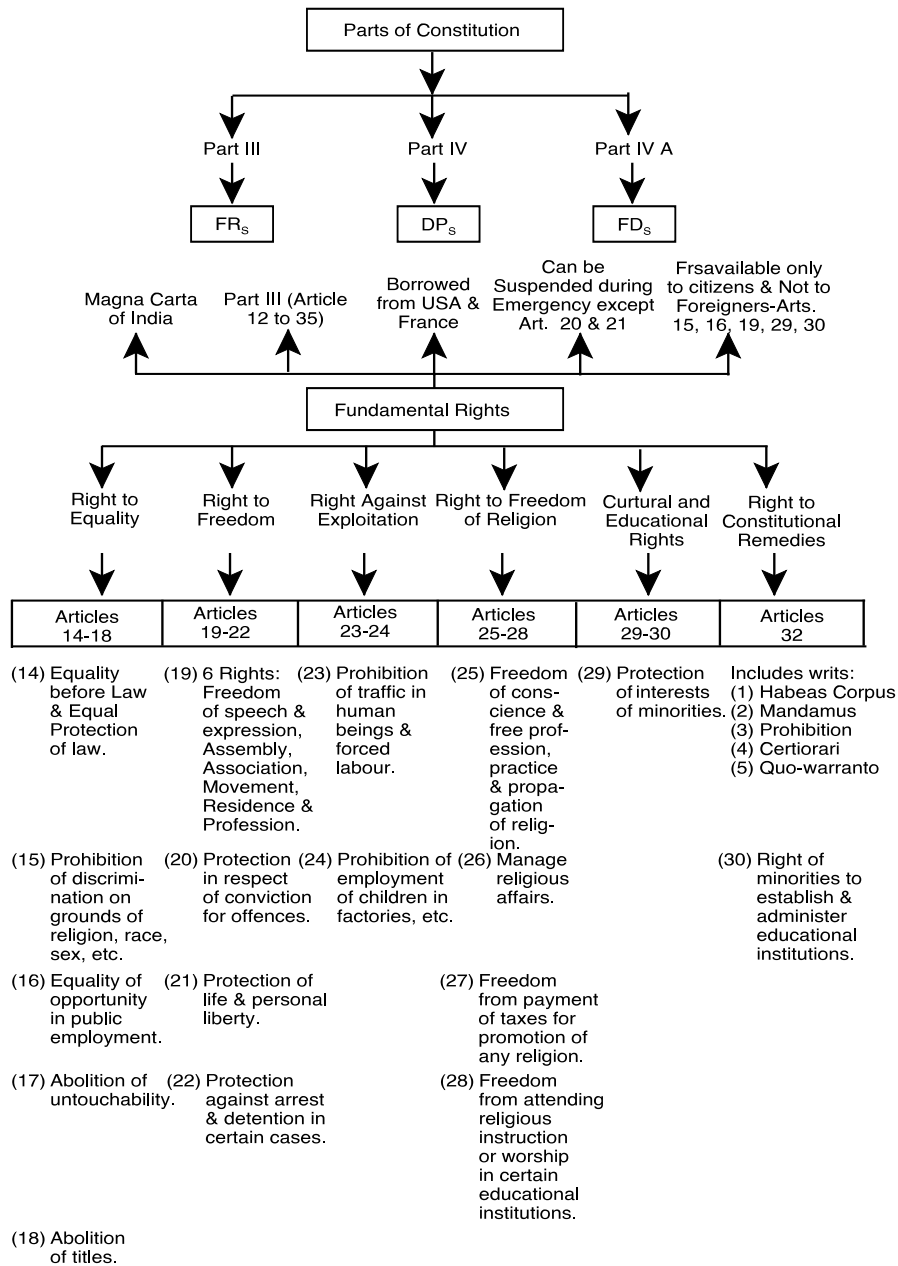 Parts of Constitution
Part III
Part IV
Part IV A
FRs
DPs
FDs
Magna Carta
of India
Part III (Article
12 to 35)
Borrowed
from USA &
France
Can be
Suspended during
Emergency except
Art. 20 & 21
Frsavailable only
to citizens & Not to
Foreigners-Arts.
15, 16, 19, 29, 30
Fundamental Rights
Right to
Equality
Right to
Freedom
Right Against
Exploitation
Right to Freedom
of Religion
Curtural and
Educational
Rights
Right to
Constitutional
Remedies
Articles
14-18
Articles
19-22
Articles
23-24
Articles
25-28
Articles
29-30
Articles
32
(14) Equality
before Law
& Equal
Protection
of law.
(19) 6 Rights:
Freedom
of speech &
expression,
Assembly,
Association,
Movement,
Residence &
Profession.
(23) Prohibition
of traffic in
human
beings &
forced
labour.
(25) Freedom
of cons-
cience &
free prof-
ession,
practice
& propa-
gation
of relig-
ion.
(29) Protection
of interests
of minorities.
Includes writs:
(1) Habeas Corpus
(2) Mandamus
(3) Prohibition
(4) Certiorari
(5) Quo-warranto
(15) Prohibition
of discrimi-
nation on
grounds of
religion, race,
sex, etc.
(20) Protection
in respect
of conviction
for offences.
(24) Prohibition of
employment
of children in
factories, etc.
(26) Manage
religious
affairs.
(30) Right of
minorities to
establish &
administer
educational
institutions.
(16) Equality of
opportunity
in public
employment.
(21) Protection of
life & personal
liberty.
(27) Freedom
from payment
of taxes for
promotion of
any religion.
(17) Abolition of
untouchability.
(22) Protection
against arrest
& detention in
certain cases.
(28) Freedom
from attending
religious
instruction
or worship
in certain
educational
institutions.
(18) Abolition
of titles.